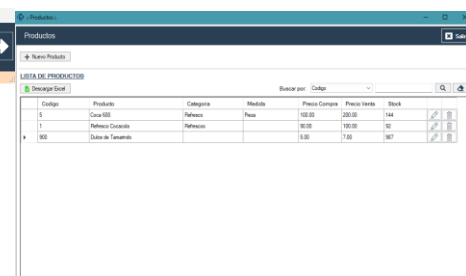 .: Productos :.
Productos
Salir
+ Nuevo Producto
LISTA DE PRODUCTOS
Descargar Excel
Buscar por: Codigo
Codigo Producto Categoria Medida Precio Compra Precio Venta Stock
5 Coca 600 Refresco Pieza 100.00 200.00 144
1 Refresco Cocacola Refrescos 90.00 100.00 92
900 Dulce de Tamarindo 5.00 7.00 987